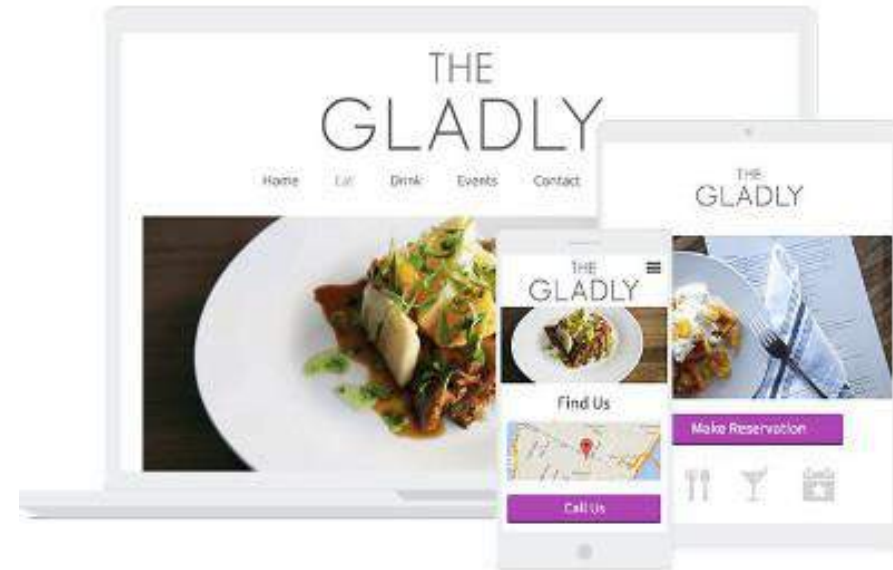 THE
GLADLY
Home Eat Drink Events Contact
THE
GLADLY
Make Reservation
THE
GLADLY
Find Us
Call Us